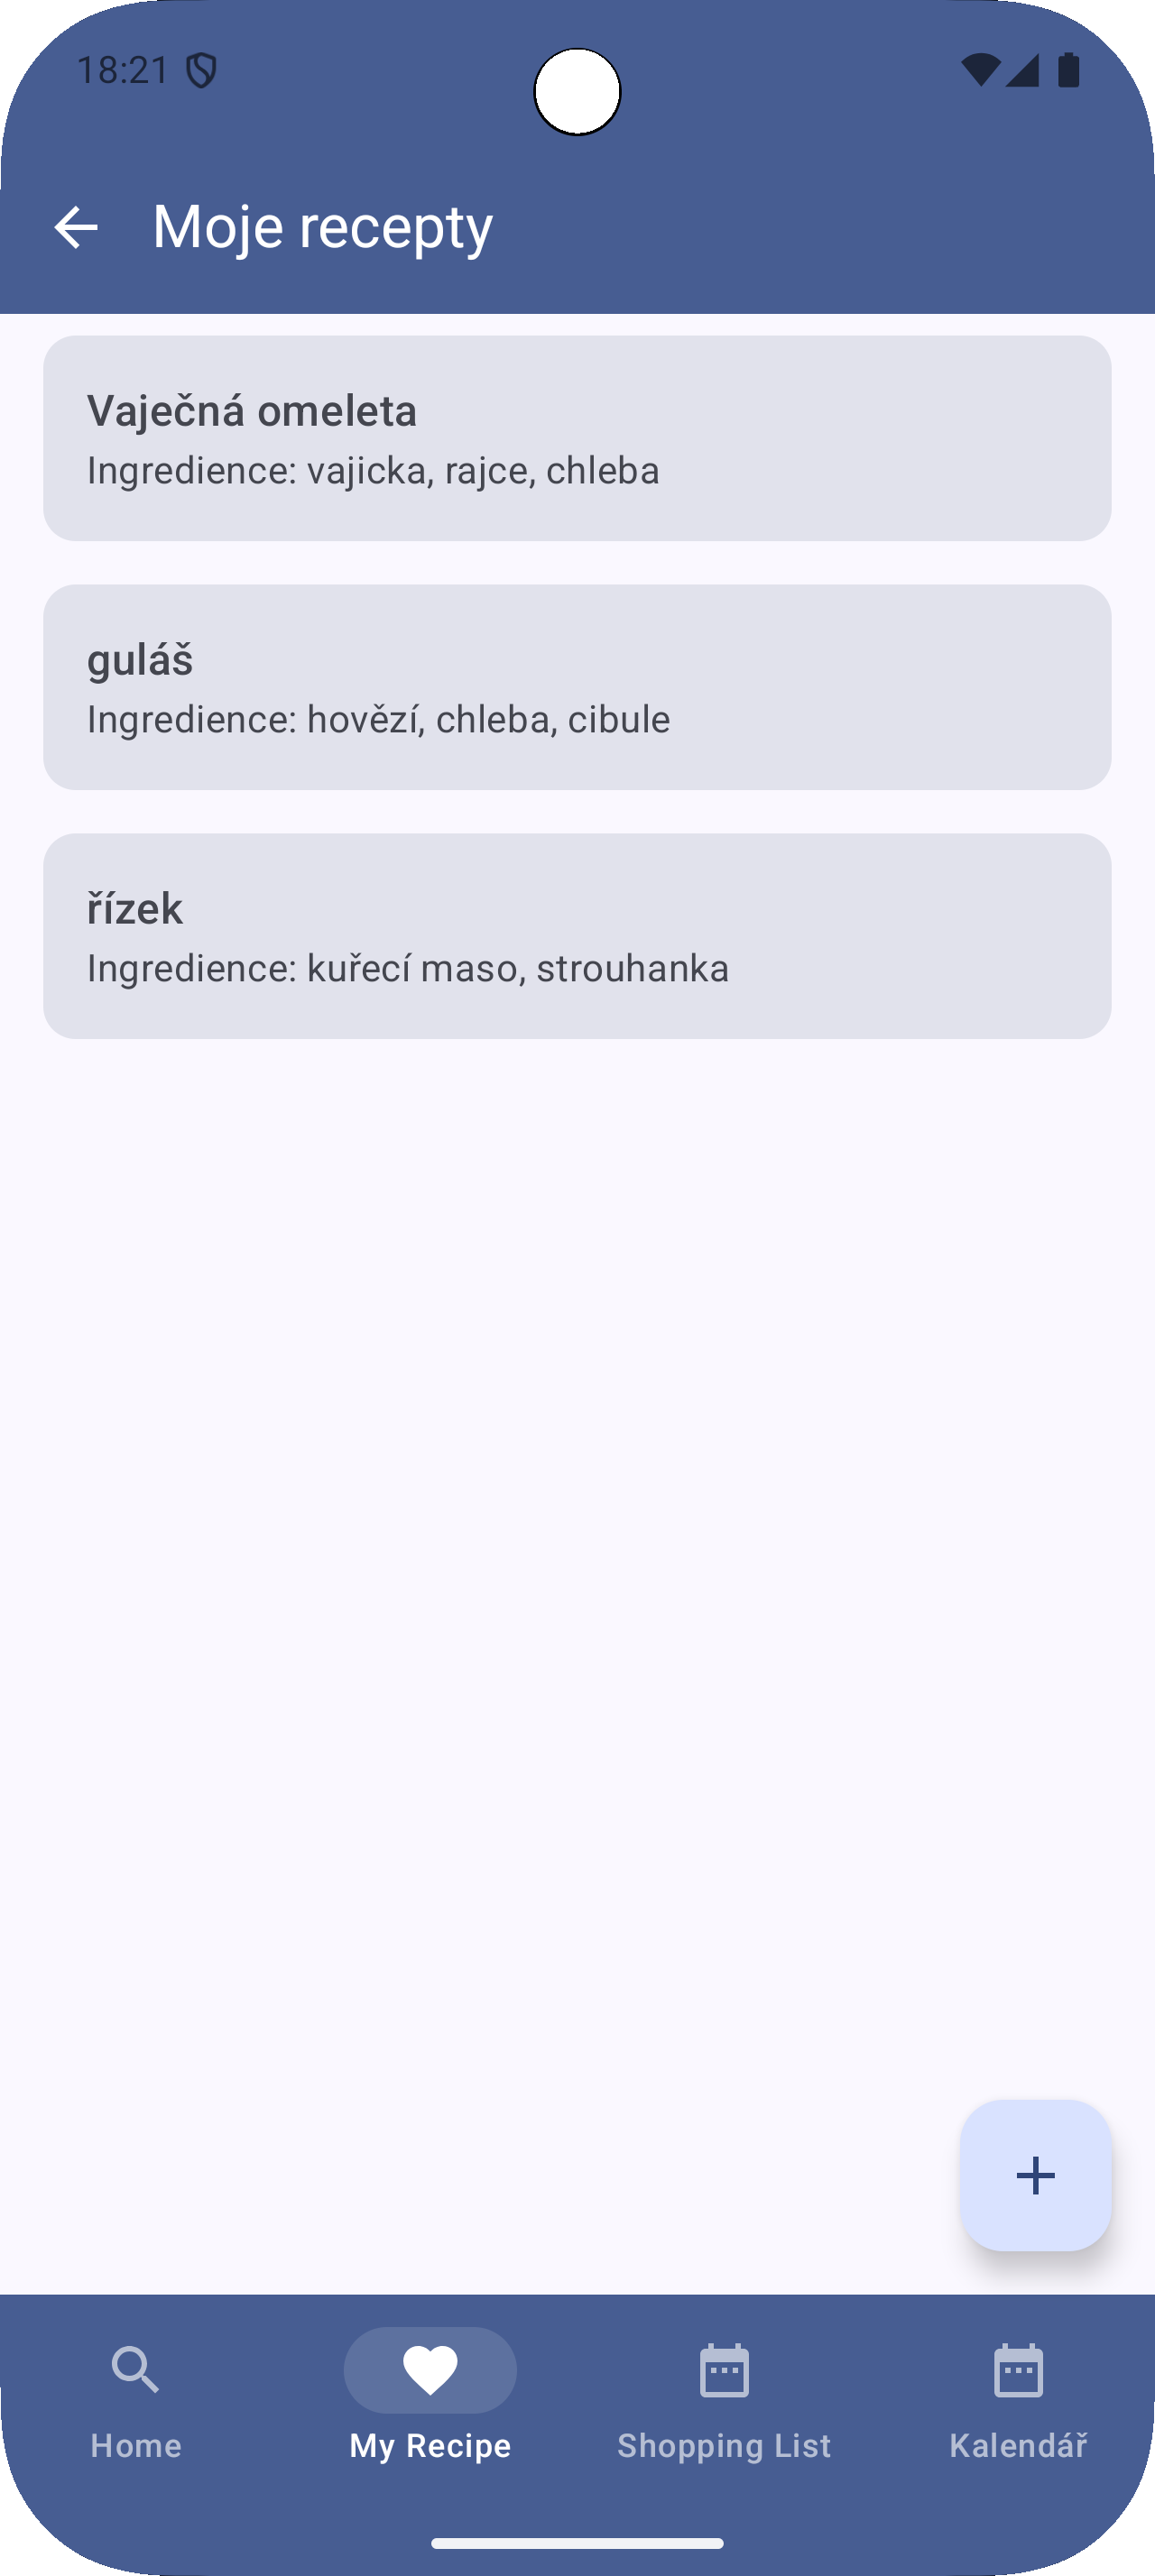 18:21
Moje recepty
Vaječná omeleta
Ingredience: vajicka, rajce, chleba
guláš
Ingredience: hovězí, chleba, cibule
řízek
Ingredience: kuřecí maso, strouhanka
Home
My Recipe
Shopping List
Kalendář